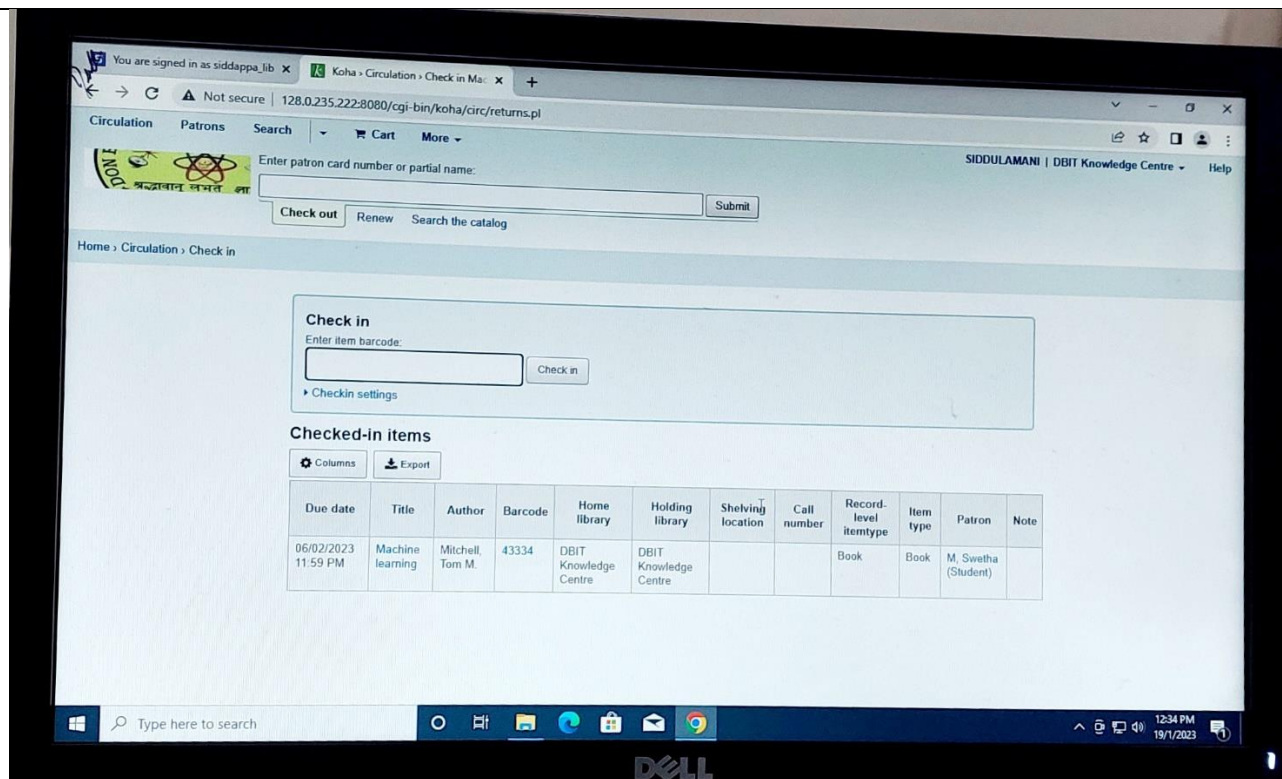 You are signed in as siddappa_lib
Koha › Circulation › Check in Mac
Not secure | 128.0.235.222:8080/cgi-bin/koha/circ/returns.pl
Circulation Patrons Search Cart More
SIDDULAMANI | DBIT Knowledge Centre Help
Enter patron card number or partial name:
DON
श्रद्धावान् लभते
Submit
Check out Renew Search the catalog
Home › Circulation › Check in
Check in
Enter item barcode:
Check in
Checkin settings
Checked-in items
Columns Export
Due date Title Author Barcode Home library Holding library Shelving location Call number Record-level itemtype Item type Patron Note
06/02/2023 11:59 PM Machine learning Mitchell, Tom M. 43334 DBIT Knowledge Centre DBIT Knowledge Centre Book Book M, Swetha (Student)
Type here to search
12:34 PM
19/1/2023
1
DELL